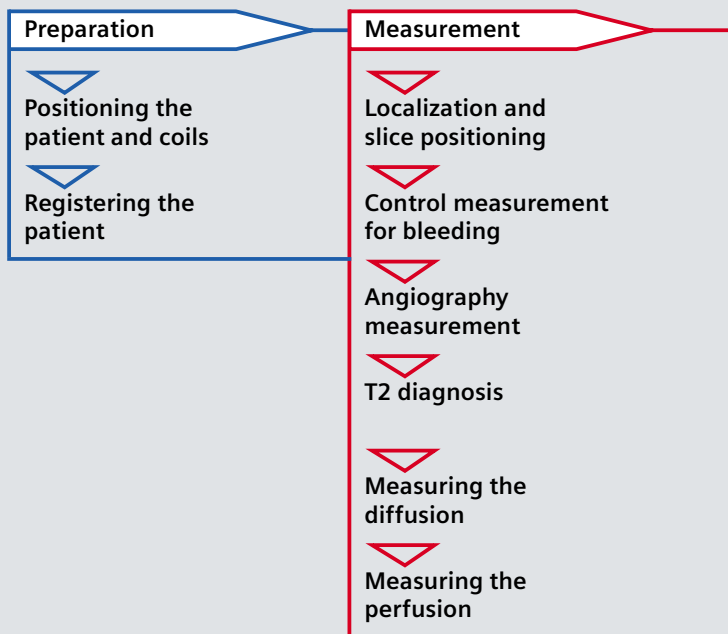 Preparation
Positioning the
patient and coils
Registering the
patient
Measurement
Localization and
slice positioning
Control measurement
for bleeding
Angiography
measurement
T2 diagnosis
Measuring the
diffusion
Measuring the
perfusion